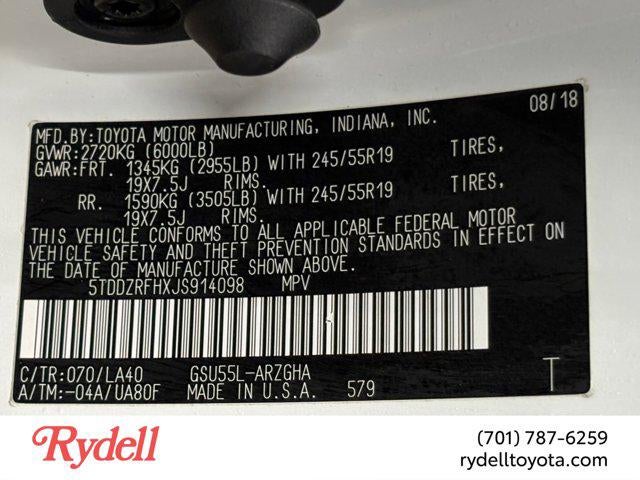 08/18
MFD.BY:TOYOTA MOTOR MANUFACTURING, INDIANA, INC.
GVWR:2720KG (6000LB)
GAWR:FRT. 1345KG (2955LB) WITH 245/55R19 TIRES,
19X7.5J RIMS.
RR. 1590KG (3505LB) WITH 245/55R19 TIRES,
19X7.5J RIMS.
THIS VEHICLE CONFORMS TO ALL APPLICABLE FEDERAL MOTOR
VEHICLE SAFETY AND THEFT PREVENTION STANDARDS IN EFFECT ON
THE DATE OF MANUFACTURE SHOWN ABOVE.
5TDDZRFHXJS914098 MPV
C/TR:070/LA40 GSU55L-ARZGHA
A/TM:-04A/UA80F MADE IN U.S.A. 579 T
Rydell
(701) 787-6259
rydelltoyota.com